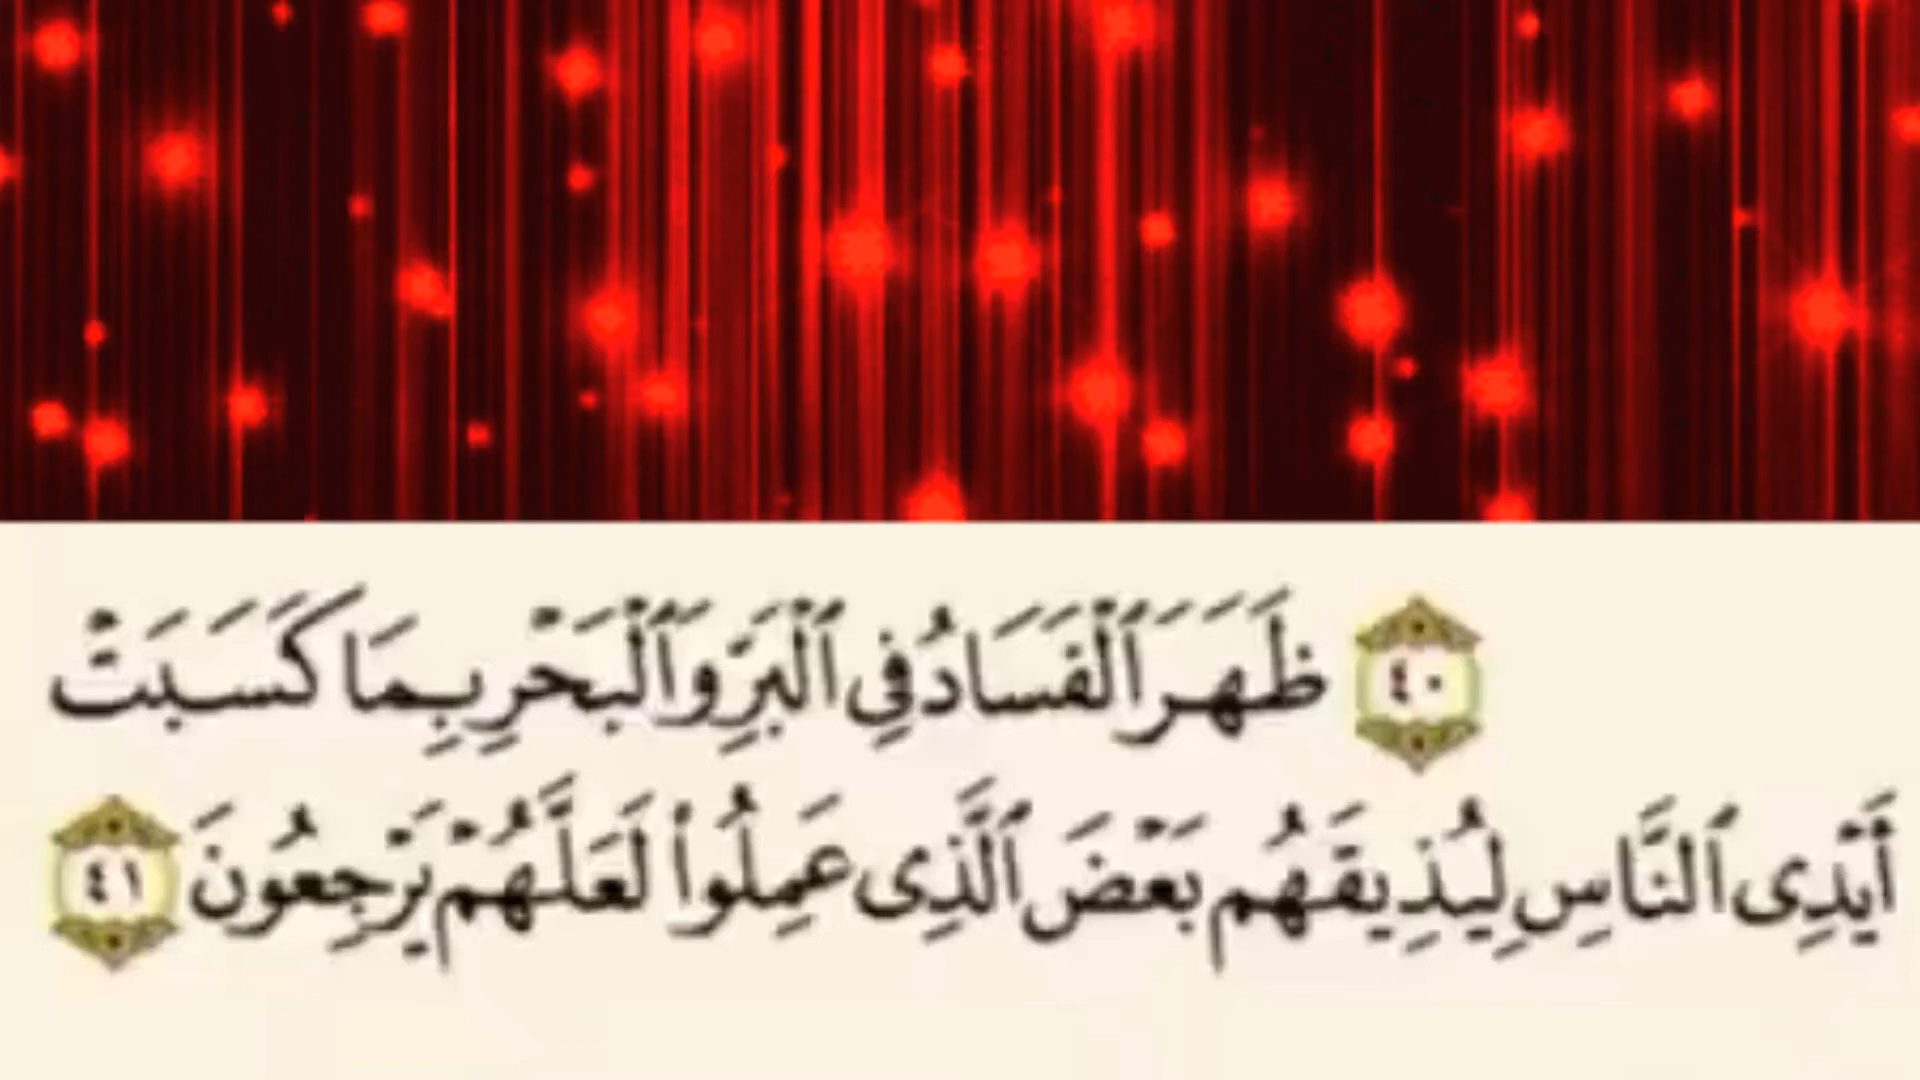 ٤٠ ظَهَرَ ٱلْفَسَادُ فِى ٱلْبَرِّ وَٱلْبَحْرِ بِمَا كَسَبَتْ
أَيْدِى ٱلنَّاسِ لِيُذِيقَهُم بَعْضَ ٱلَّذِى عَمِلُوا۟ لَعَلَّهُمْ يَرْجِعُونَ ٤١